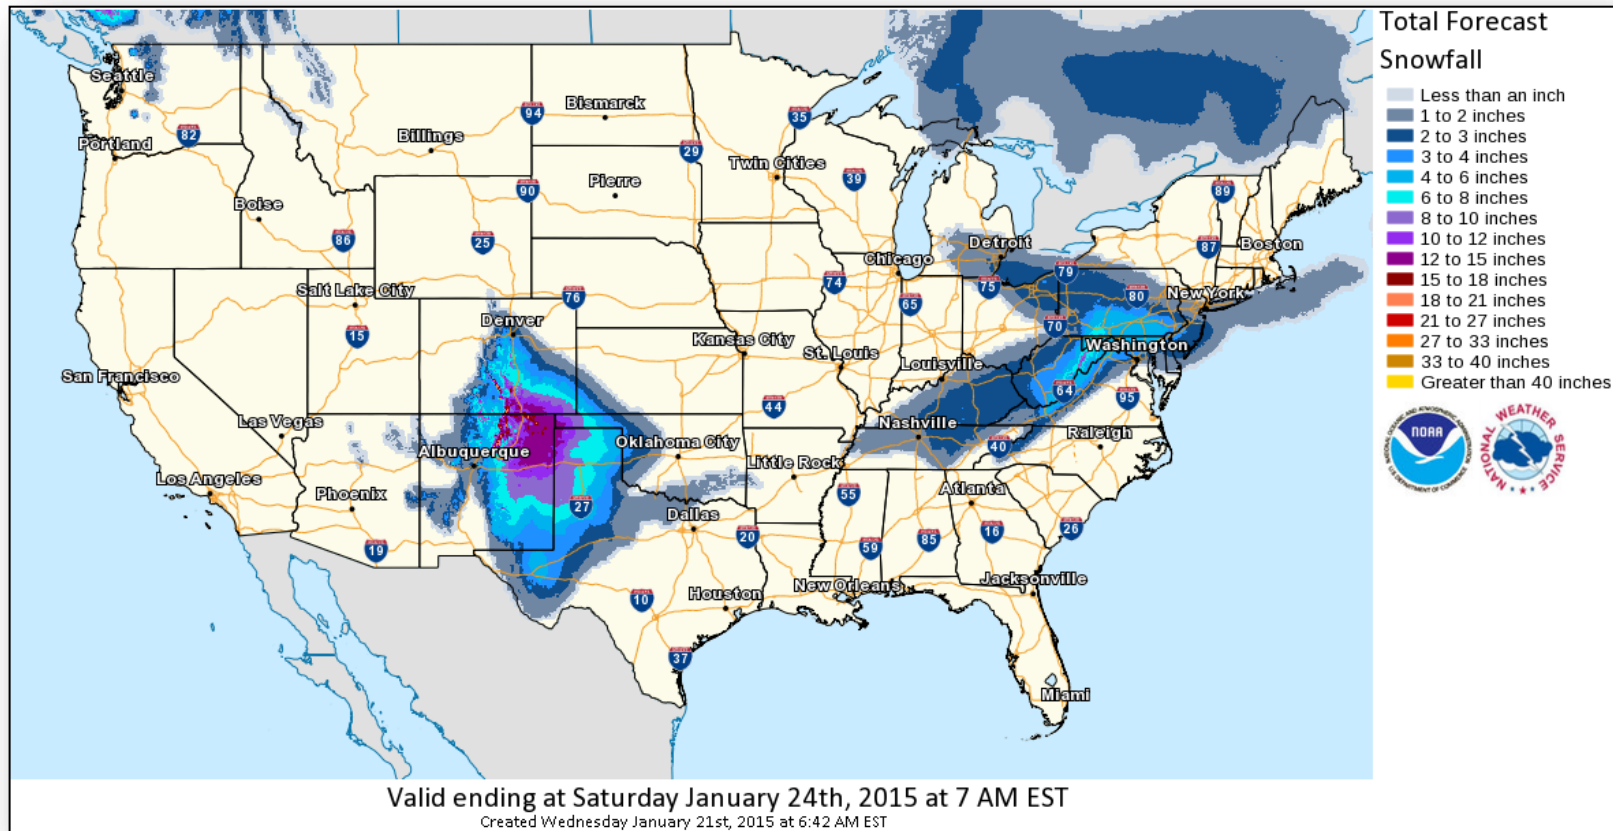 Total Forecast
Snowfall
Less than an inch
1 to 2 inches
2 to 3 inches
3 to 4 inches
4 to 6 inches
6 to 8 inches
8 to 10 inches
10 to 12 inches
12 to 15 inches
15 to 18 inches
18 to 21 inches
21 to 27 inches
27 to 33 inches
33 to 40 inches
Greater than 40 inches
NOAA
NATIONAL OCEANIC AND ATMOSPHERIC ADMINISTRATION
U.S. DEPARTMENT OF COMMERCE
NATIONAL WEATHER SERVICE
Seattle
Portland
82
Billings
94
Bismarck
35
29
Twin Cities
39
90
Pierre
89
Boise
86
25
87
Boston
Detroit
Chicago
79
Salt Lake City
76
74
65
75
80
New York
15
Denver
Kansas City
St. Louis
70
Washington
San Francisco
Louisville
64
95
Las Vegas
44
Nashville
Raleigh
Albuquerque
Oklahoma City
40
Los Angeles
Phoenix
Little Rock
Atlanta
27
55
Dallas
20
19
59
85
16
26
10
Houston
New Orleans
Jacksonville
37
Miami
Valid ending at Saturday January 24th, 2015 at 7 AM EST
Created Wednesday January 21st, 2015 at 6:42 AM EST